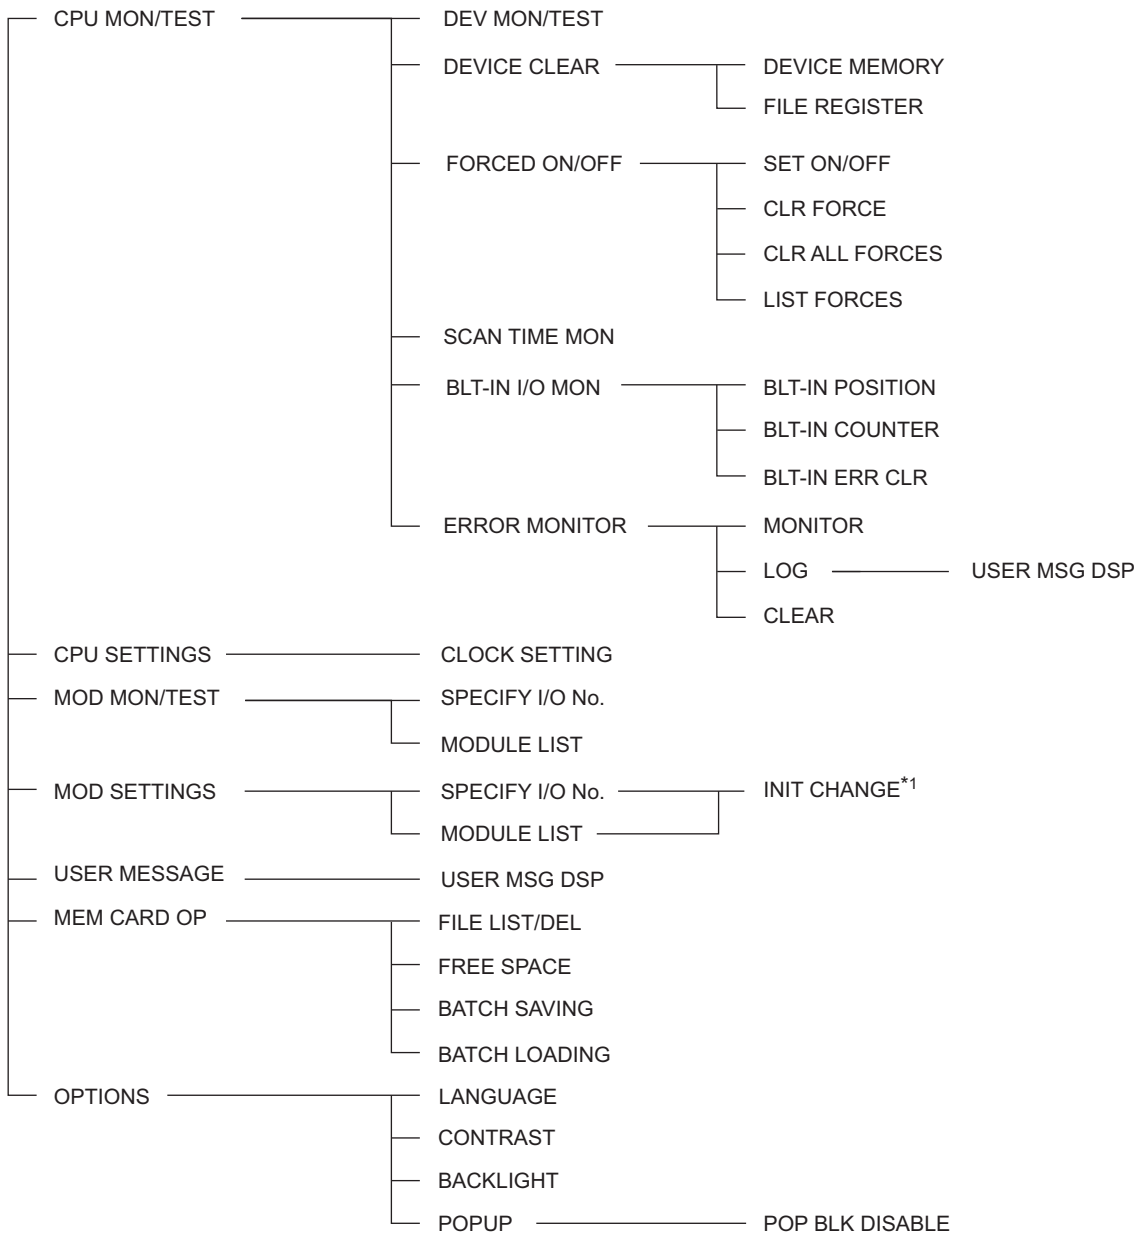 CPU MON/TEST DEV MON/TEST
DEVICE CLEAR DEVICE MEMORY
FILE REGISTER
FORCED ON/OFF SET ON/OFF
CLR FORCE
CLR ALL FORCES
LIST FORCES
SCAN TIME MON
BLT-IN I/O MON BLT-IN POSITION
BLT-IN COUNTER
BLT-IN ERR CLR
ERROR MONITOR MONITOR
LOG USER MSG DSP
CLEAR
CPU SETTINGS CLOCK SETTING
MOD MON/TEST SPECIFY I/O No.
MODULE LIST
MOD SETTINGS SPECIFY I/O No. INIT CHANGE*1
MODULE LIST
USER MESSAGE USER MSG DSP
MEM CARD OP FILE LIST/DEL
FREE SPACE
BATCH SAVING
BATCH LOADING
OPTIONS LANGUAGE
CONTRAST
BACKLIGHT
POPUP POP BLK DISABLE